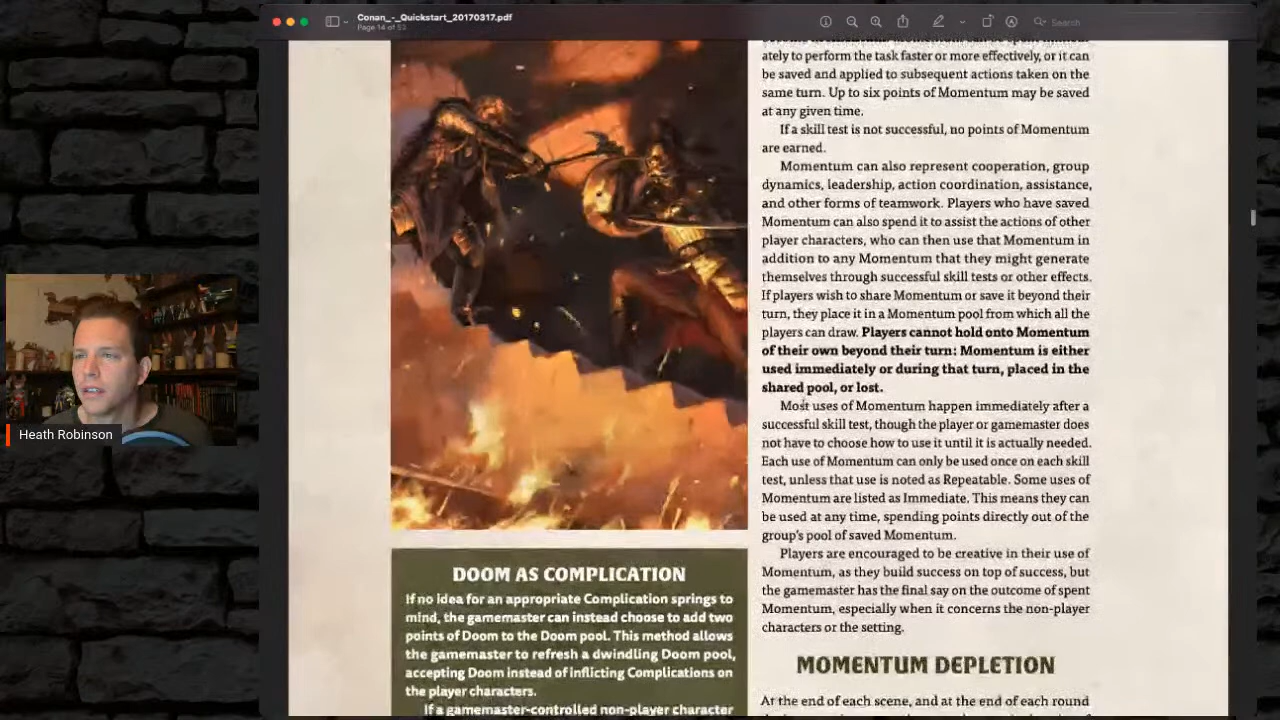 Conan_-_Quickstart_20170317.pdf
Page 14 of 53
Search
Heath Robinson
DOOM AS COMPLICATION
If no idea for an appropriate Complication springs to
mind, the gamemaster can instead choose to add two
points of Doom to the Doom pool. This method allows
the gamemaster to refresh a dwindling Doom pool,
accepting Doom instead of inflicting Complications on
the player characters.
If a gamemaster-controlled non-player character
ately to perform the task faster or more effectively, or it can
be saved and applied to subsequent actions taken on the
same turn. Up to six points of Momentum may be saved
at any given time.
If a skill test is not successful, no points of Momentum
are earned.
Momentum can also represent cooperation, group
dynamics, leadership, action coordination, assistance,
and other forms of teamwork. Players who have saved
Momentum can also spend it to assist the actions of other
player characters, who can then use that Momentum in
addition to any Momentum that they might generate
themselves through successful skill tests or other effects.
If players wish to share Momentum or save it beyond their
turn, they place it in a Momentum pool from which all the
players can draw. Players cannot hold onto Momentum
of their own beyond their turn: Momentum is either
used immediately or during that turn, placed in the
shared pool, or lost.
Most uses of Momentum happen immediately after a
successful skill test, though the player or gamemaster does
not have to choose how to use it until it is actually needed.
Each use of Momentum can only be used once on each skill
test, unless that use is noted as Repeatable. Some uses of
Momentum are listed as Immediate. This means they can
be used at any time, spending points directly out of the
group's pool of saved Momentum.
Players are encouraged to be creative in their use of
Momentum, as they build success on top of success, but
the gamemaster has the final say on the outcome of spent
Momentum, especially when it concerns the non-player
characters or the setting.
MOMENTUM DEPLETION
At the end of each scene, and at the end of each round